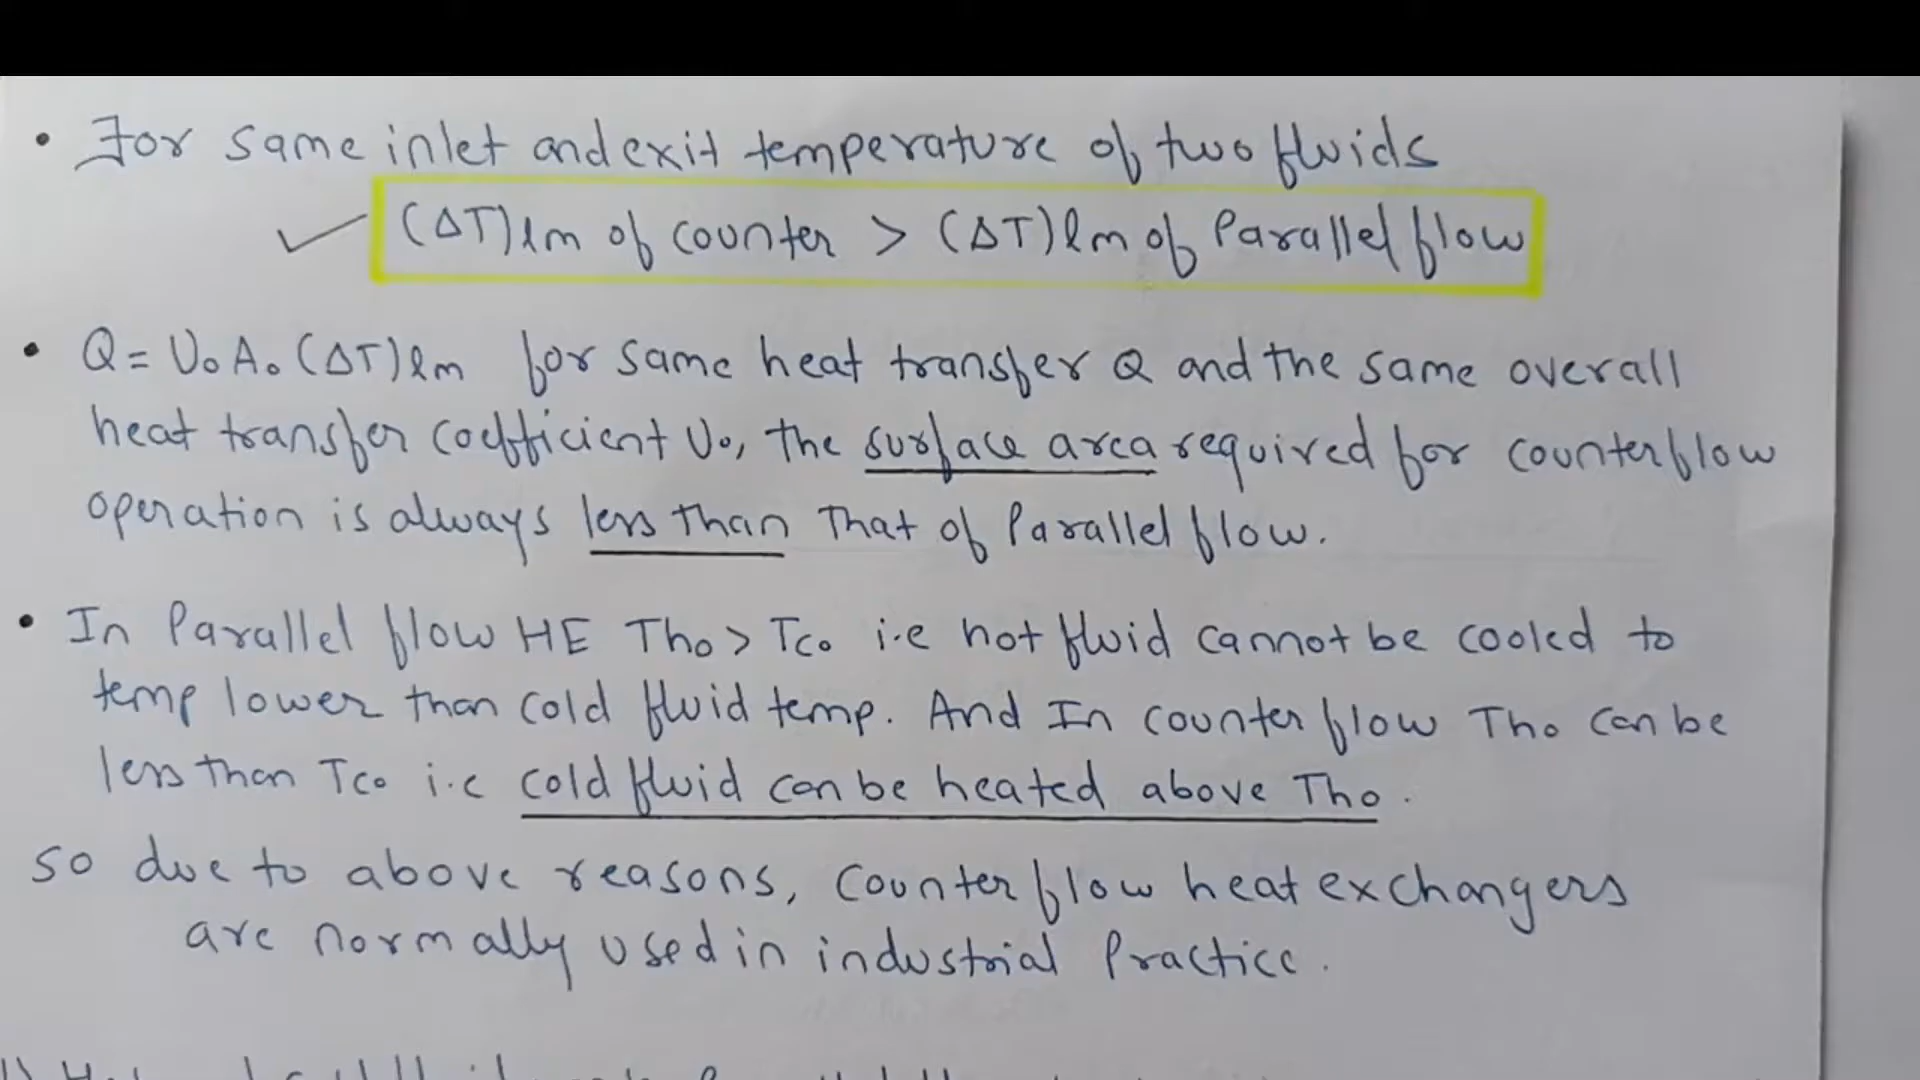 • For same inlet and exit temperature of two fluids
✓ (ΔT)lm of counter > (ΔT)lm of Parallel flow
• Q = U₀ A₀ (ΔT)lm for same heat transfer Q and the same overall
heat transfer coefficient U₀, the surface area required for counterflow
operation is always less than that of Parallel flow.
• In Parallel flow HE Tho > Tco i.e hot fluid cannot be cooled to
temp lower than cold fluid temp. And In counter flow Tho can be
less than Tco i.e cold fluid can be heated above Tho.
so due to above reasons, Counter flow heat exchangers
are normally used in industrial Practice.